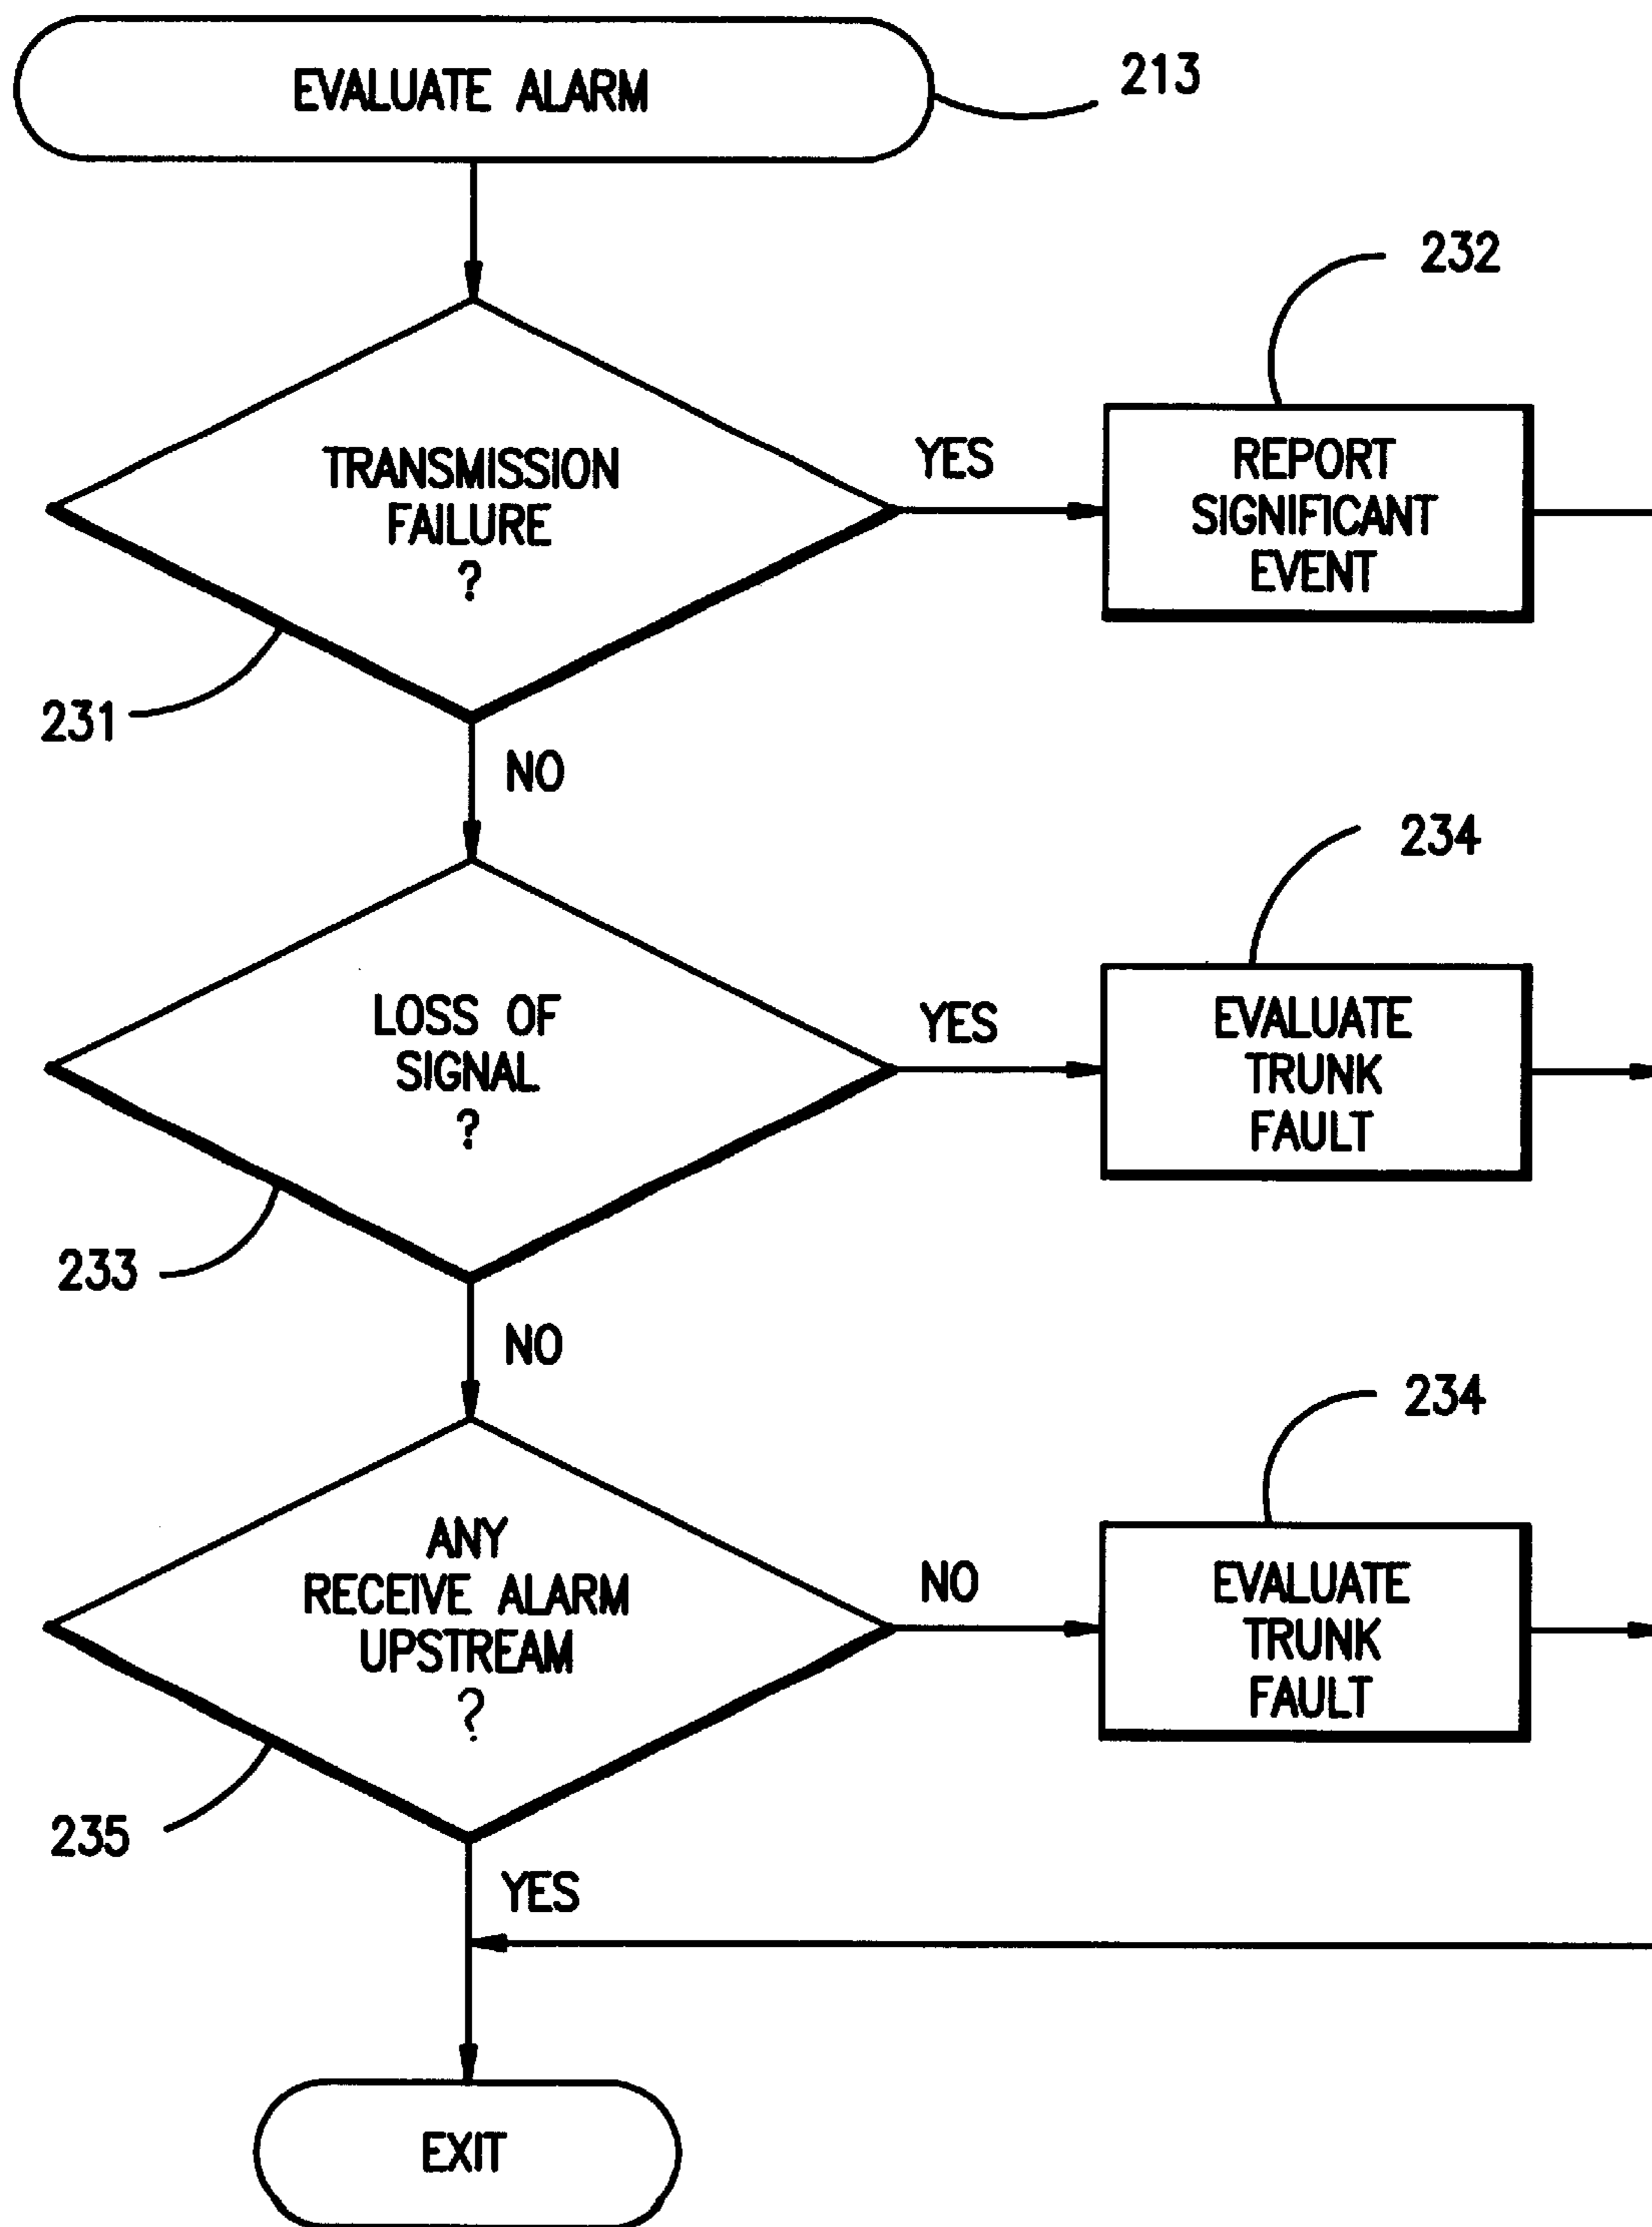 EVALUATE ALARM
213
232
TRANSMISSION
FAILURE
?
YES
REPORT
SIGNIFICANT
EVENT
231
NO
234
LOSS OF
SIGNAL
?
YES
EVALUATE
TRUNK
FAULT
233
NO
234
ANY
RECEIVE ALARM
UPSTREAM
?
NO
EVALUATE
TRUNK
FAULT
235
YES
EXIT